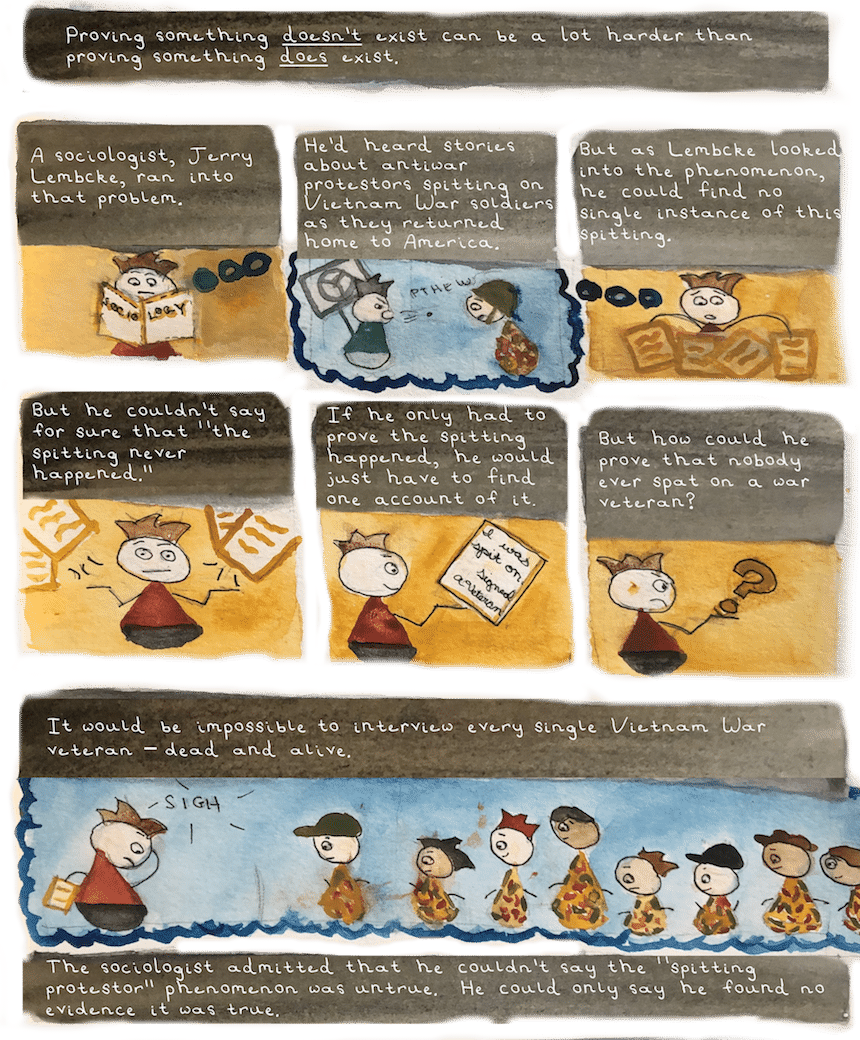 Proving something doesn't exist can be a lot harder than
proving something does exist.
A sociologist, Jerry
Lembcke, ran into
that problem.
SOCIO LOGY
He'd heard stories
about antiwar
protestors spitting on
Vietnam War soldiers
as they returned
home to America.
PTHEW
But as Lembcke looked
into the phenomenon,
he could find no
single instance of this
spitting.
But he couldn't say
for sure that "the
spitting never
happened."
If he only had to
prove the spitting
happened, he would
just have to find
one account of it.
I was
spit on
signed
a veteran
But how could he
prove that nobody
ever spat on a war
veteran?
?
It would be impossible to interview every single Vietnam War
veteran – dead and alive.
SIGH
The sociologist admitted that he couldn't say the "spitting
protestor" phenomenon was untrue. He could only say he found no
evidence it was true.